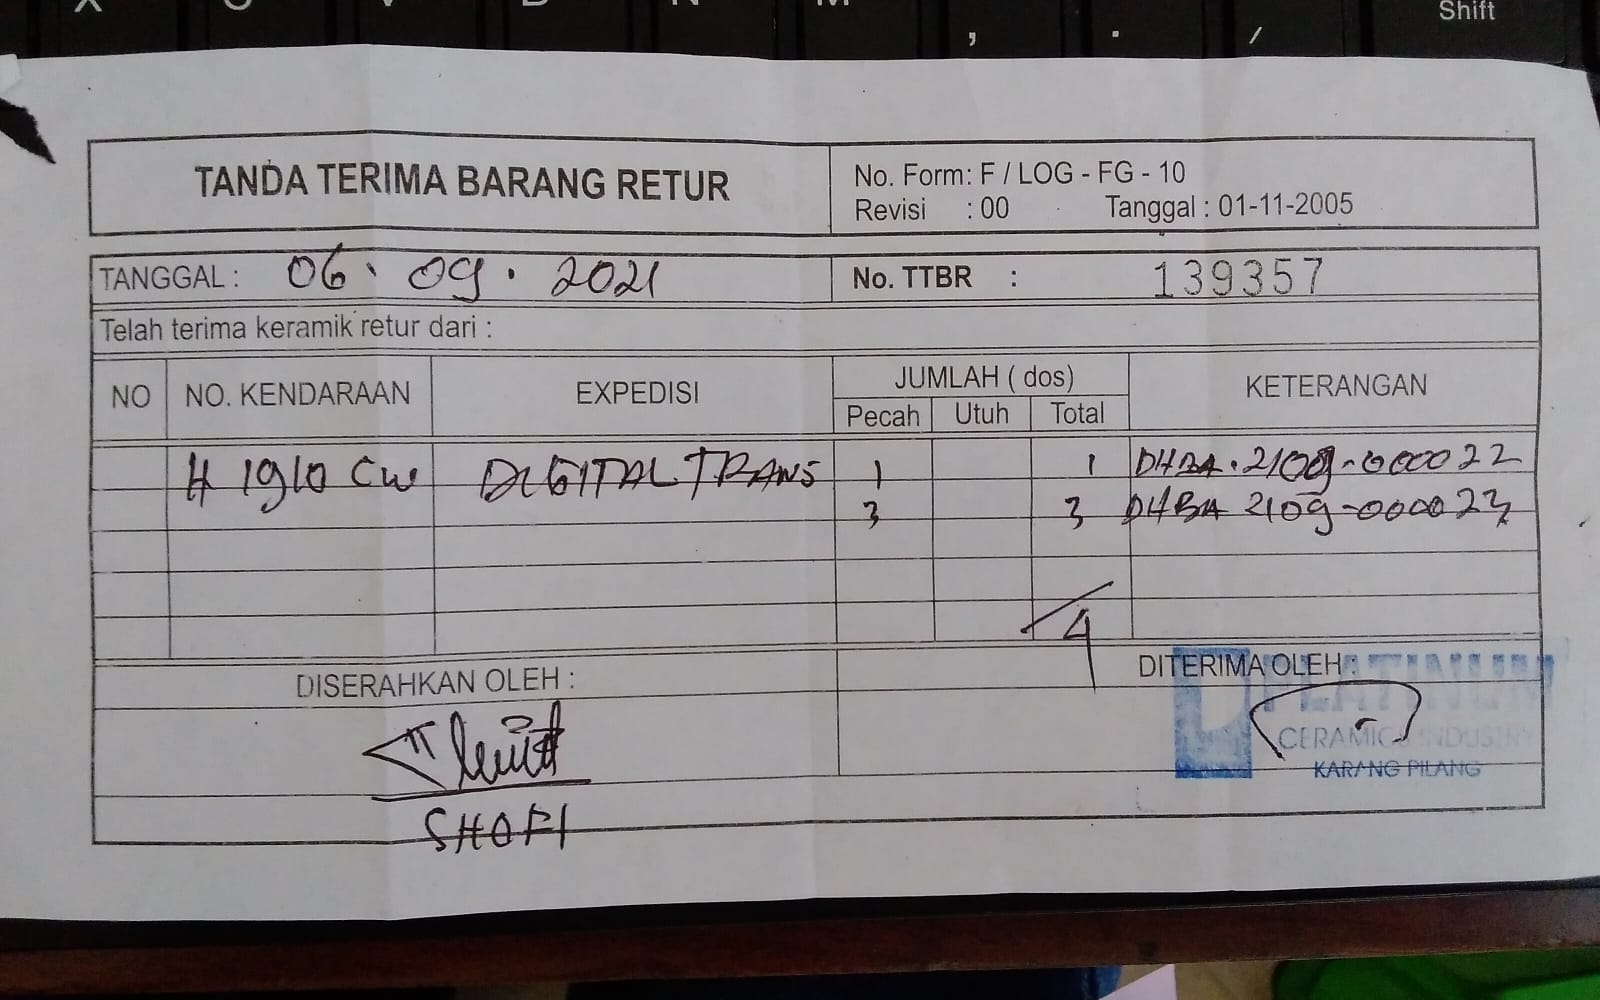 Shift
TANDA TERIMA BARANG RETUR
No. Form: F / LOG - FG - 10
Revisi : 00 Tanggal : 01-11-2005
TANGGAL : 06 . 09 . 2021
No. TTBR : 139357
Telah terima keramik retur dari :
NO NO. KENDARAAN EXPEDISI JUMLAH ( dos) KETERANGAN
Pecah Utuh Total
H 1910 CW DIGITAL TRANS 1 1 DHBA.2109-000022
3 3 DHBA 2109-000023
4
DISERAHKAN OLEH :
DITERIMA OLEH :
PLATINUM
CERAMICS INDUSTRY
KARANG PILANG
SHOFI